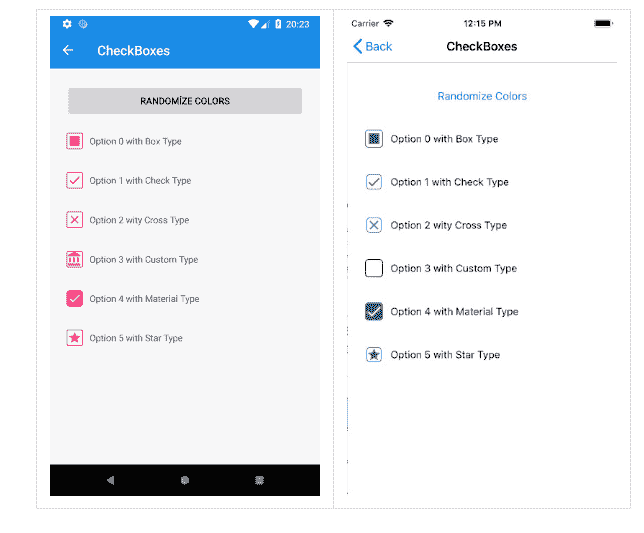 20:23
CheckBoxes
RANDOMİZE COLORS
Option 0 with Box Type
Option 1 with Check Type
Option 2 wity Cross Type
Option 3 with Custom Type
Option 4 with Material Type
Option 5 with Star Type
Carrier 12:15 PM
Back CheckBoxes
Randomize Colors
Option 0 with Box Type
Option 1 with Check Type
Option 2 wity Cross Type
Option 3 with Custom Type
Option 4 with Material Type
Option 5 with Star Type